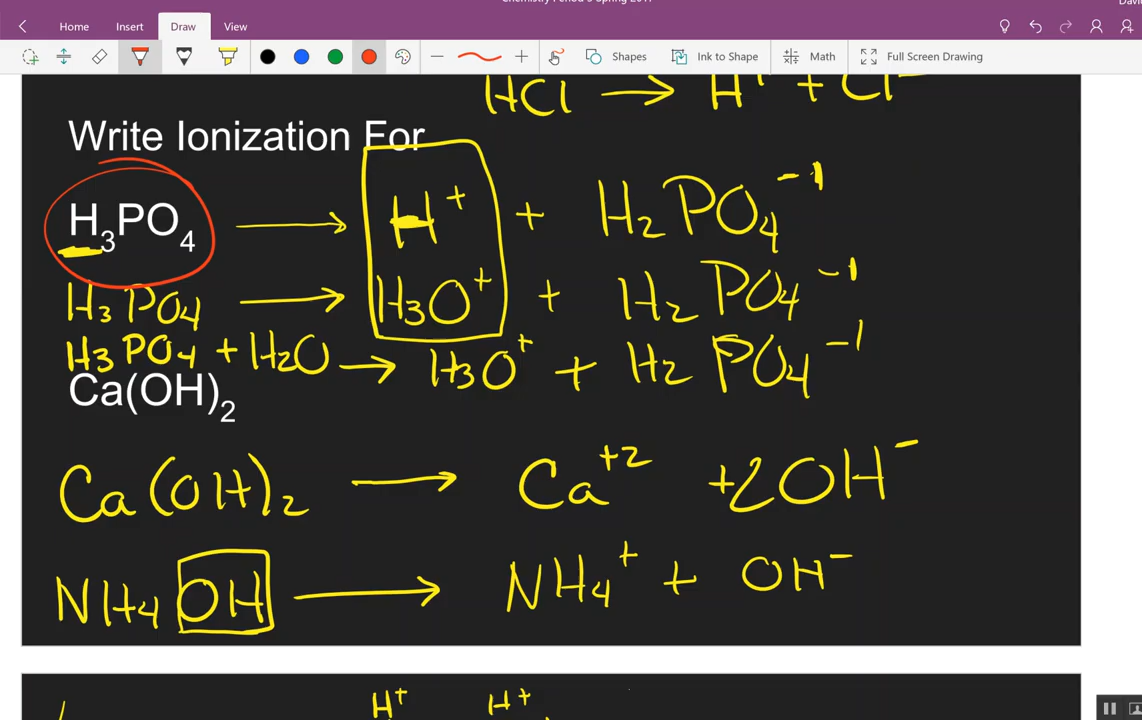 Home Insert Draw View
Shapes Ink to Shape Math Full Screen Drawing
HCl → H+ + Cl−
Write Ionization For
H₃PO₄ → H+ + H₂PO₄−1
H₃PO₄ → H₃O+ + H₂PO₄−1
H₃PO₄ + H₂O → H₃O+ + H₂PO₄−1
Ca(OH)₂
Ca(OH)₂ → Ca+2 +2OH−
NH₄OH → NH₄+ + OH−
H+ H+